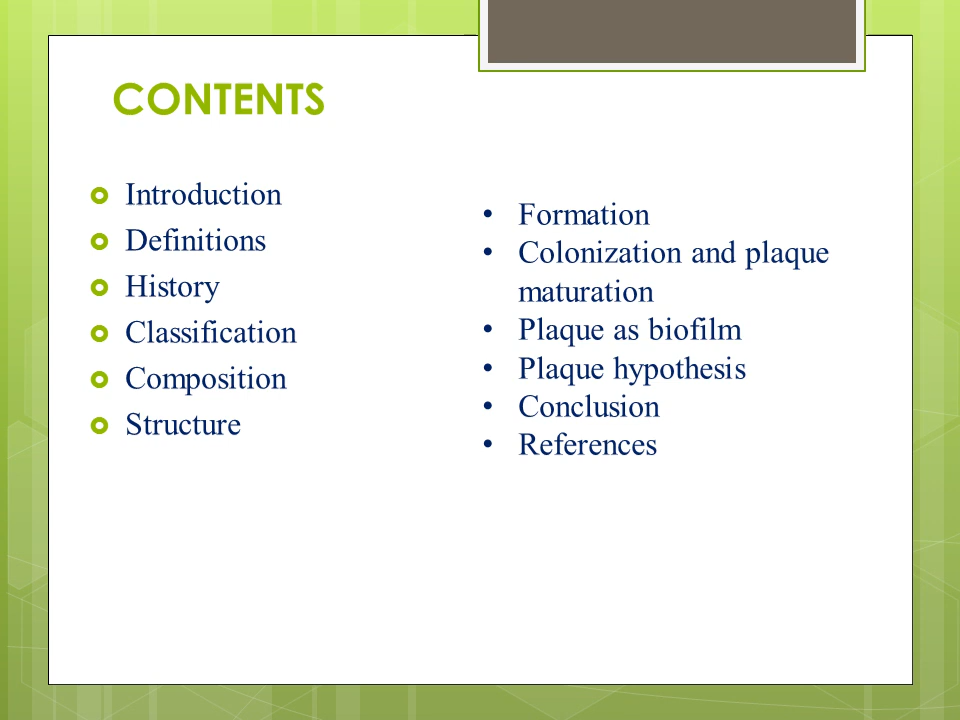 CONTENTS
Introduction
Definitions
History
Classification
Composition
Structure
• Formation
• Colonization and plaque
maturation
• Plaque as biofilm
• Plaque hypothesis
• Conclusion
• References